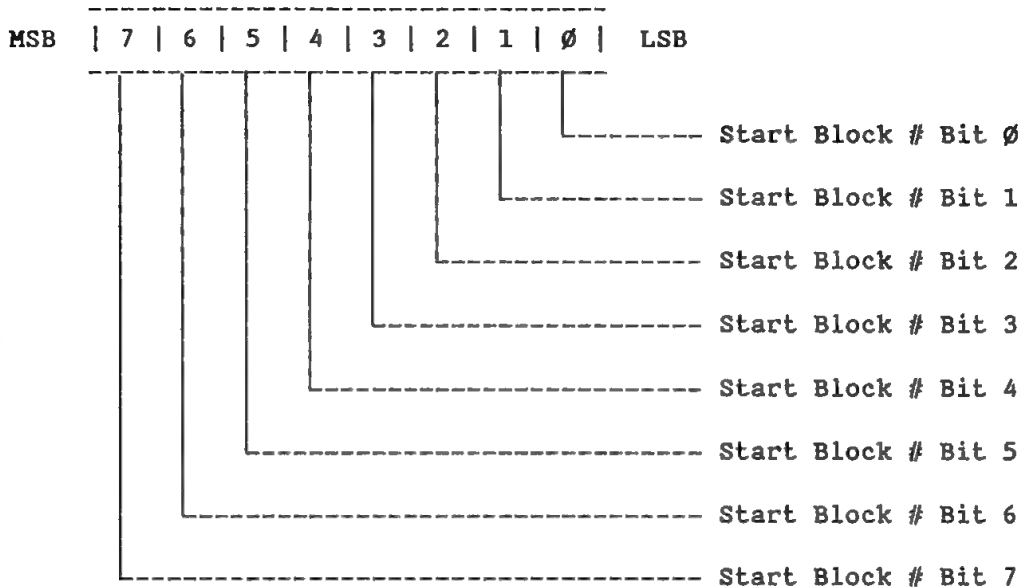 MSB | 7 | 6 | 5 | 4 | 3 | 2 | 1 | Ø | LSB
Start Block # Bit Ø
Start Block # Bit 1
Start Block # Bit 2
Start Block # Bit 3
Start Block # Bit 4
Start Block # Bit 5
Start Block # Bit 6
Start Block # Bit 7